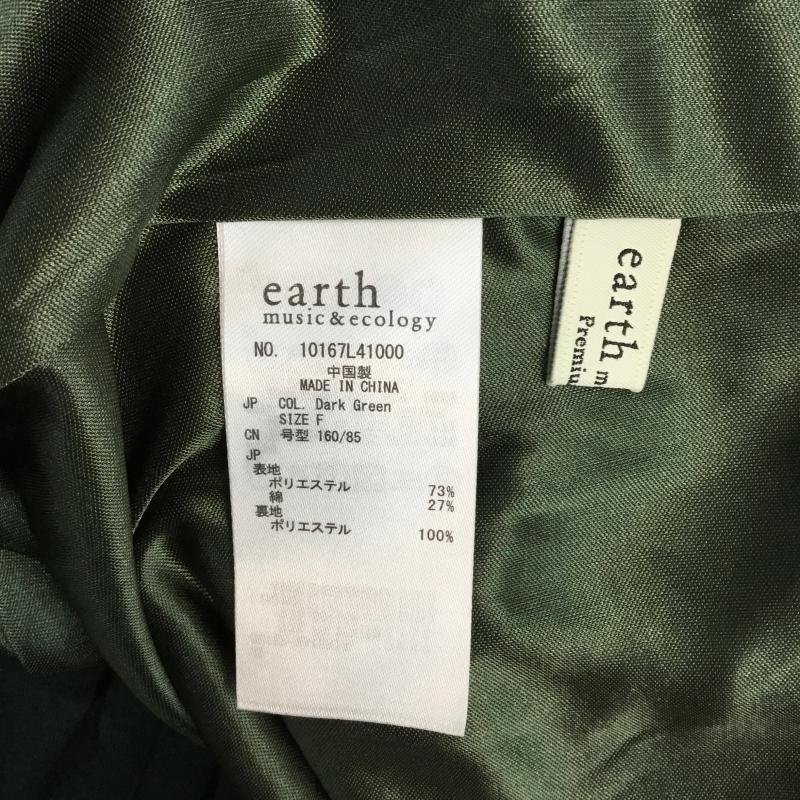 earth
music&ecology
NO. 10167L41000
中国製
MADE IN CHINA
JP COL. Dark Green
SIZE F
CN 号型 160/85
JP
表地
ポリエステル 73%
綿 27%
裏地
ポリエステル 100%
earth m
Premiu